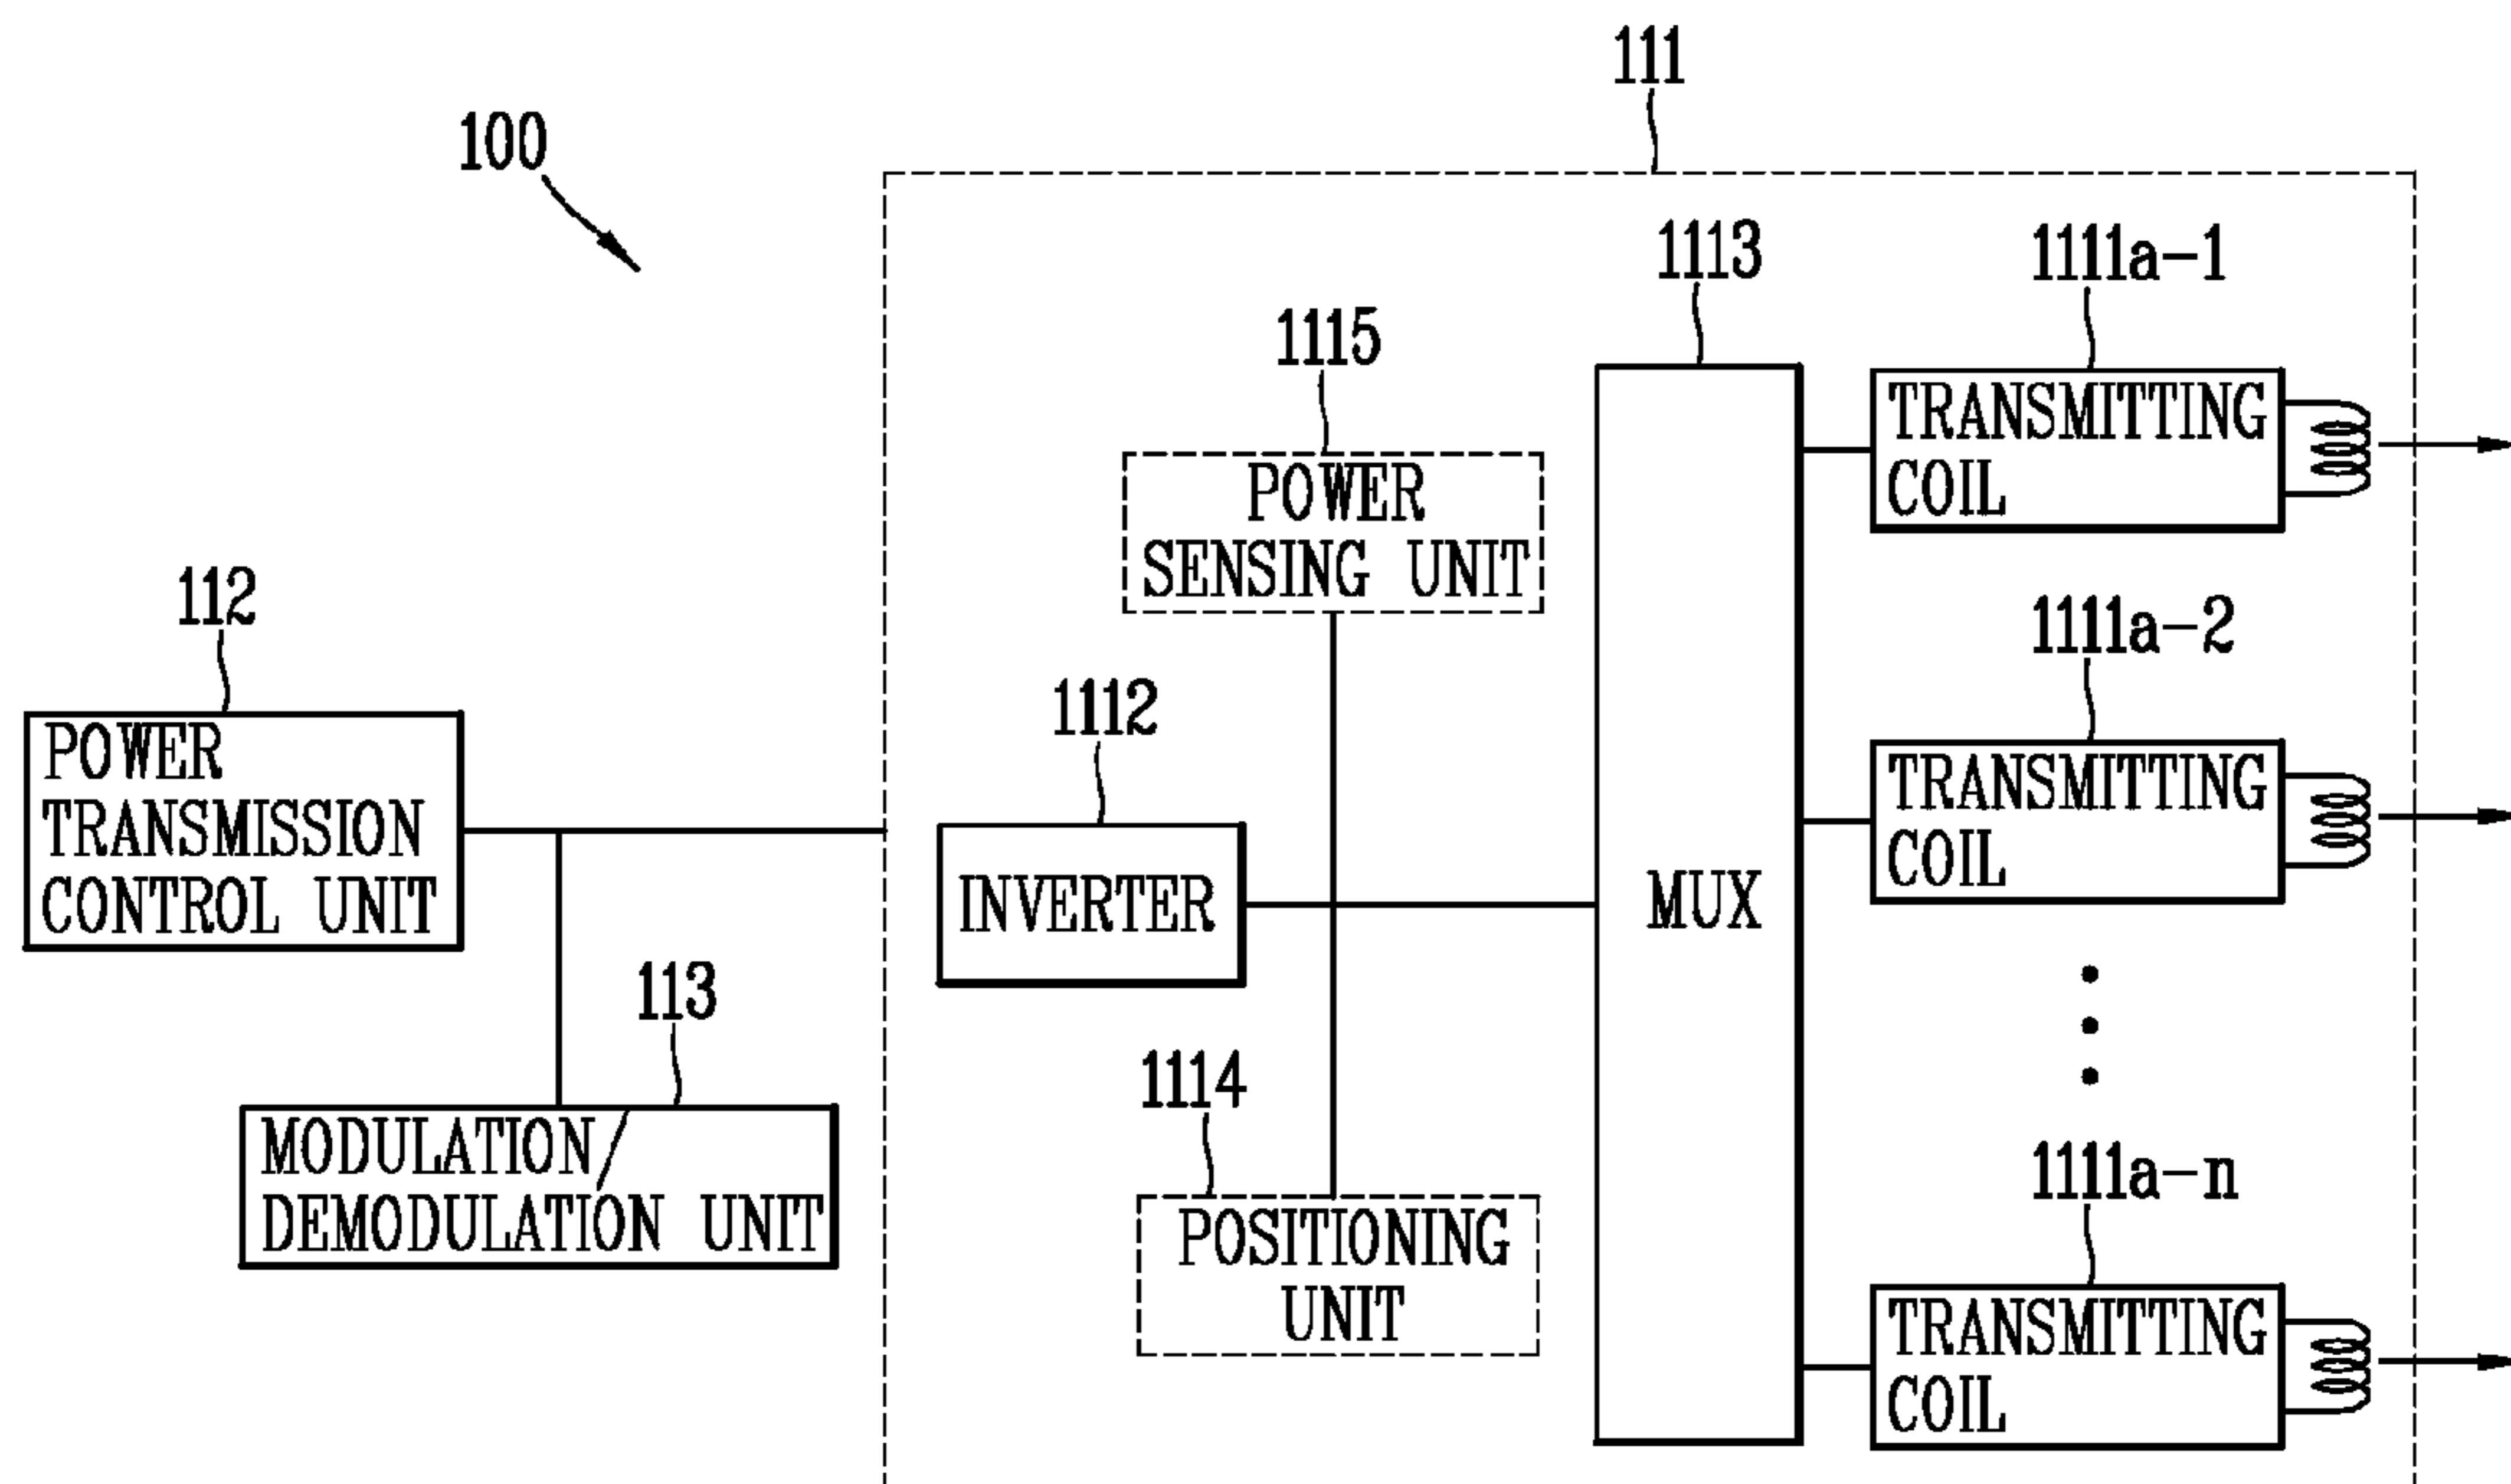 111
100
1113
1111a-1
1115
TRANSMITTING
COIL
POWER
SENSING UNIT
112
1111a-2
1112
POWER
TRANSMISSION
CONTROL UNIT
TRANSMITTING
COIL
INVERTER
MUX
113
1114
MODULATION/
DEMODULATION UNIT
1111a-n
POSITIONING
UNIT
TRANSMITTING
COIL